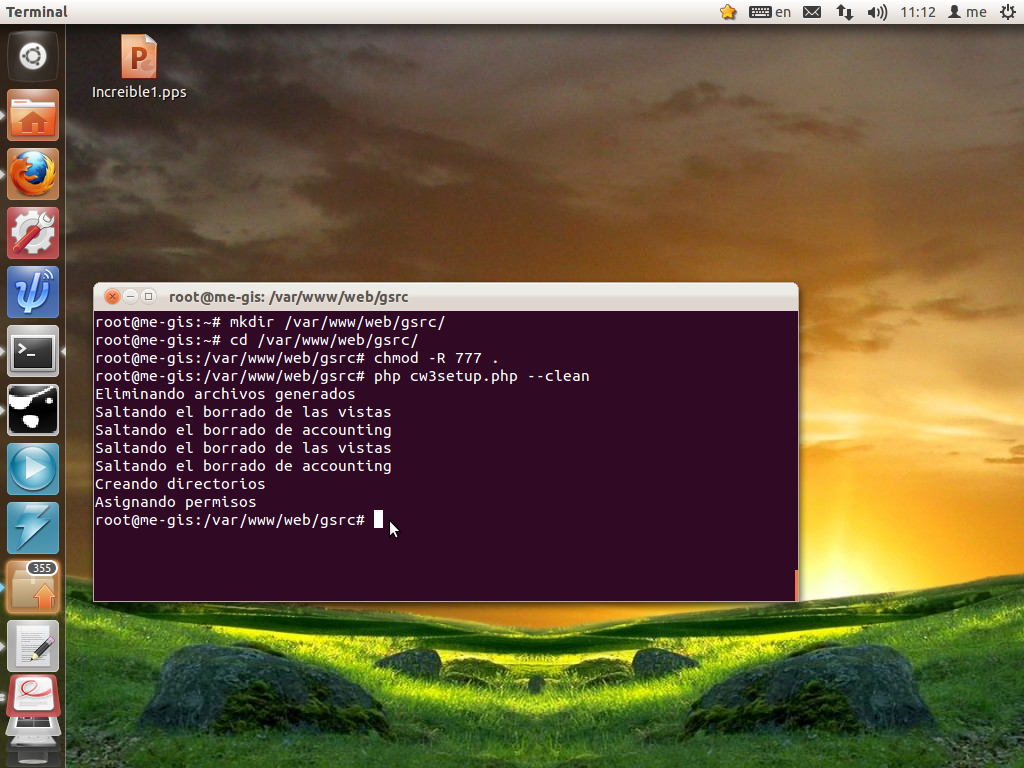 Terminal
en
11:12
me
Increible1.pps
355
root@me-gis: /var/www/web/gsrc
root@me-gis:~# mkdir /var/www/web/gsrc/
root@me-gis:~# cd /var/www/web/gsrc/
root@me-gis:/var/www/web/gsrc# chmod -R 777 .
root@me-gis:/var/www/web/gsrc# php cw3setup.php --clean
Eliminando archivos generados
Saltando el borrado de las vistas
Saltando el borrado de accounting
Saltando el borrado de las vistas
Saltando el borrado de accounting
Creando directorios
Asignando permisos
root@me-gis:/var/www/web/gsrc#